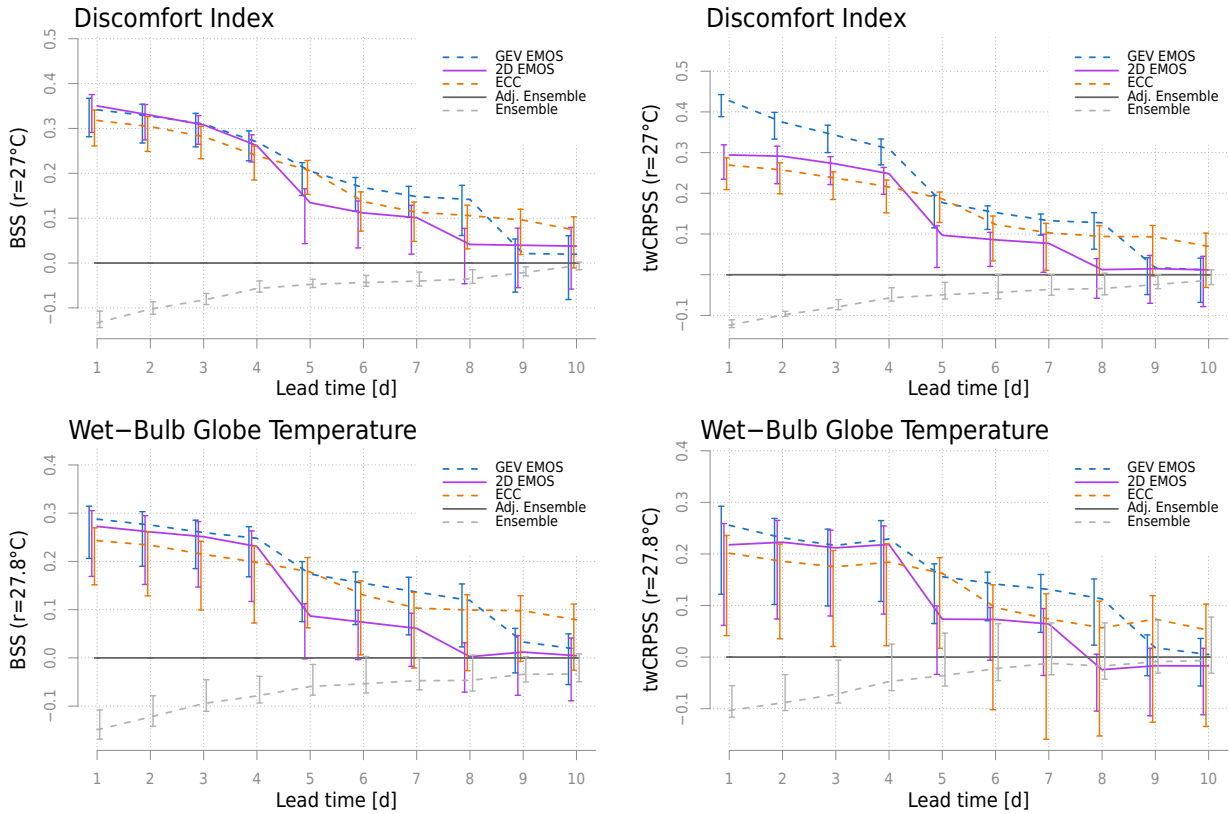 Discomfort Index
BSS (r=27°C)
0.5
0.4
0.3
0.2
0.1
0.0
−0.1
GEV EMOS
2D EMOS
ECC
Adj. Ensemble
Ensemble
1 2 3 4 5 6 7 8 9 10
Lead time [d]
Discomfort Index
twCRPSS (r=27°C)
0.5
0.4
0.3
0.2
0.1
−0.1
GEV EMOS
2D EMOS
ECC
Adj. Ensemble
Ensemble
1 2 3 4 5 6 7 8 9 10
Lead time [d]
Wet−Bulb Globe Temperature
BSS (r=27.8°C)
0.4
0.3
0.2
0.1
0.0
−0.1
GEV EMOS
2D EMOS
ECC
Adj. Ensemble
Ensemble
1 2 3 4 5 6 7 8 9 10
Lead time [d]
Wet−Bulb Globe Temperature
twCRPSS (r=27.8°C)
0.4
0.3
0.2
0.1
0.0
−0.1
GEV EMOS
2D EMOS
ECC
Adj. Ensemble
Ensemble
1 2 3 4 5 6 7 8 9 10
Lead time [d]